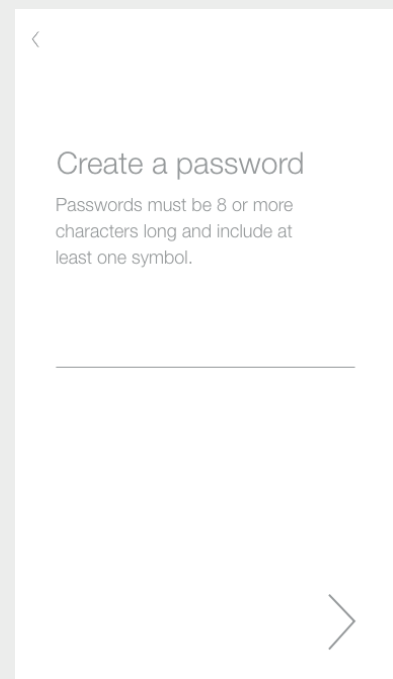 Create a password
Passwords must be 8 or more
characters long and include at
least one symbol.